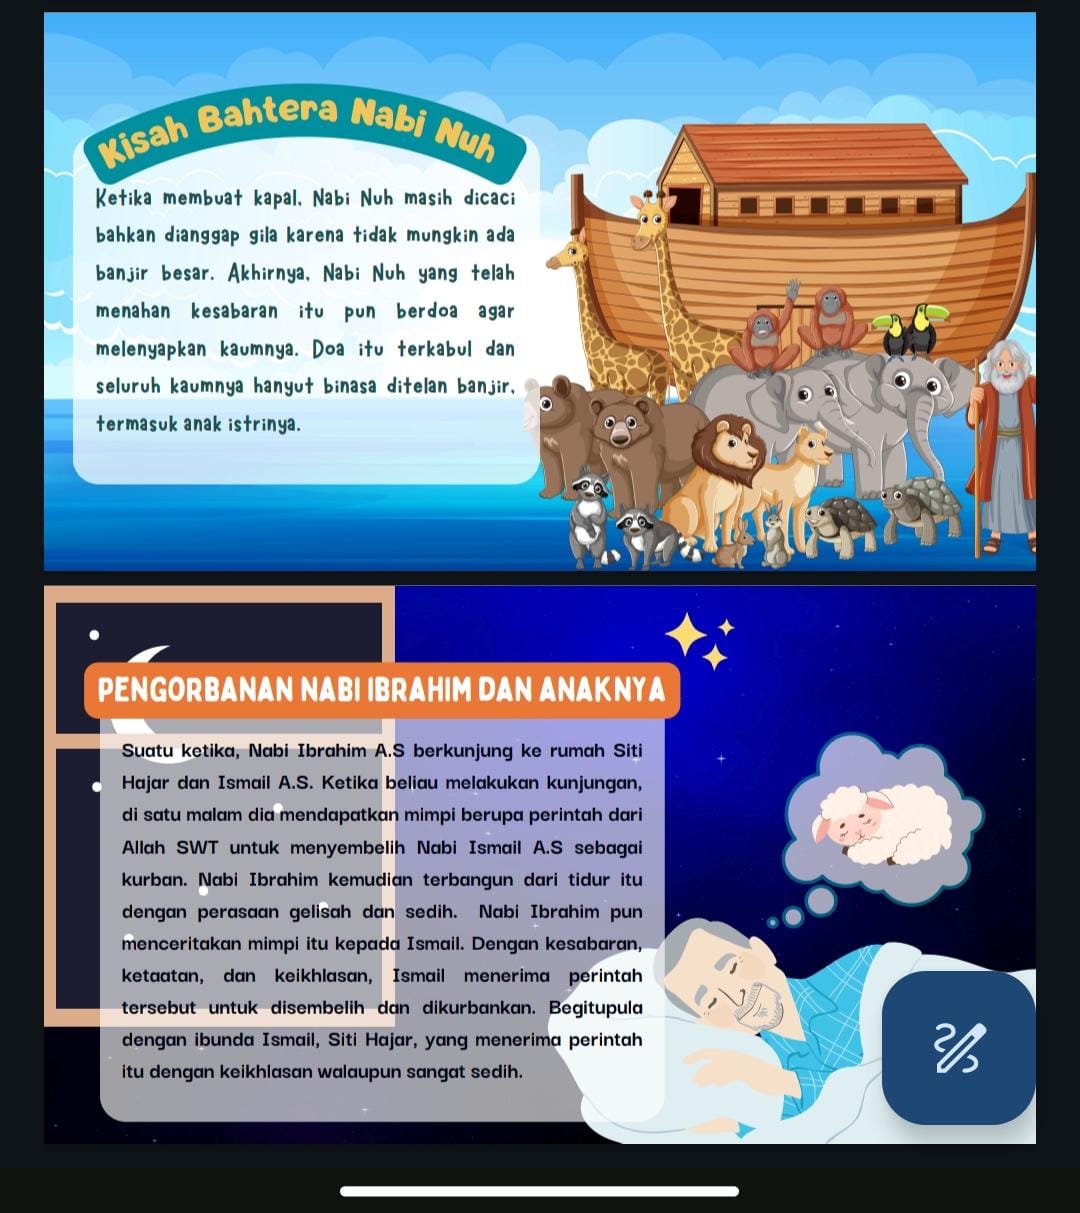 Kisah Bahtera Nabi Nuh
Ketika membuat kapal, Nabi Nuh masih dicaci
bahkan dianggap gila karena tidak mungkin ada
banjir besar. Akhirnya, Nabi Nuh yang telah
menahan kesabaran itu pun berdoa agar
melenyapkan kaumnya. Doa itu terkabul dan
seluruh kaumnya hanyut binasa ditelan banjir,
termasuk anak istrinya.
PENGORBANAN NABI IBRAHIM DAN ANAKNYA
Suatu ketika, Nabi Ibrahim A.S berkunjung ke rumah Siti
Hajar dan Ismail A.S. Ketika beliau melakukan kunjungan,
di satu malam dia mendapatkan mimpi berupa perintah dari
Allah SWT untuk menyembelih Nabi Ismail A.S sebagai
kurban. Nabi Ibrahim kemudian terbangun dari tidur itu
dengan perasaan gelisah dan sedih. Nabi Ibrahim pun
menceritakan mimpi itu kepada Ismail. Dengan kesabaran,
ketaatan, dan keikhlasan, Ismail menerima perintah
tersebut untuk disembelih dan dikurbankan. Begitupula
dengan ibunda Ismail, Siti Hajar, yang menerima perintah
itu dengan keikhlasan walaupun sangat sedih.